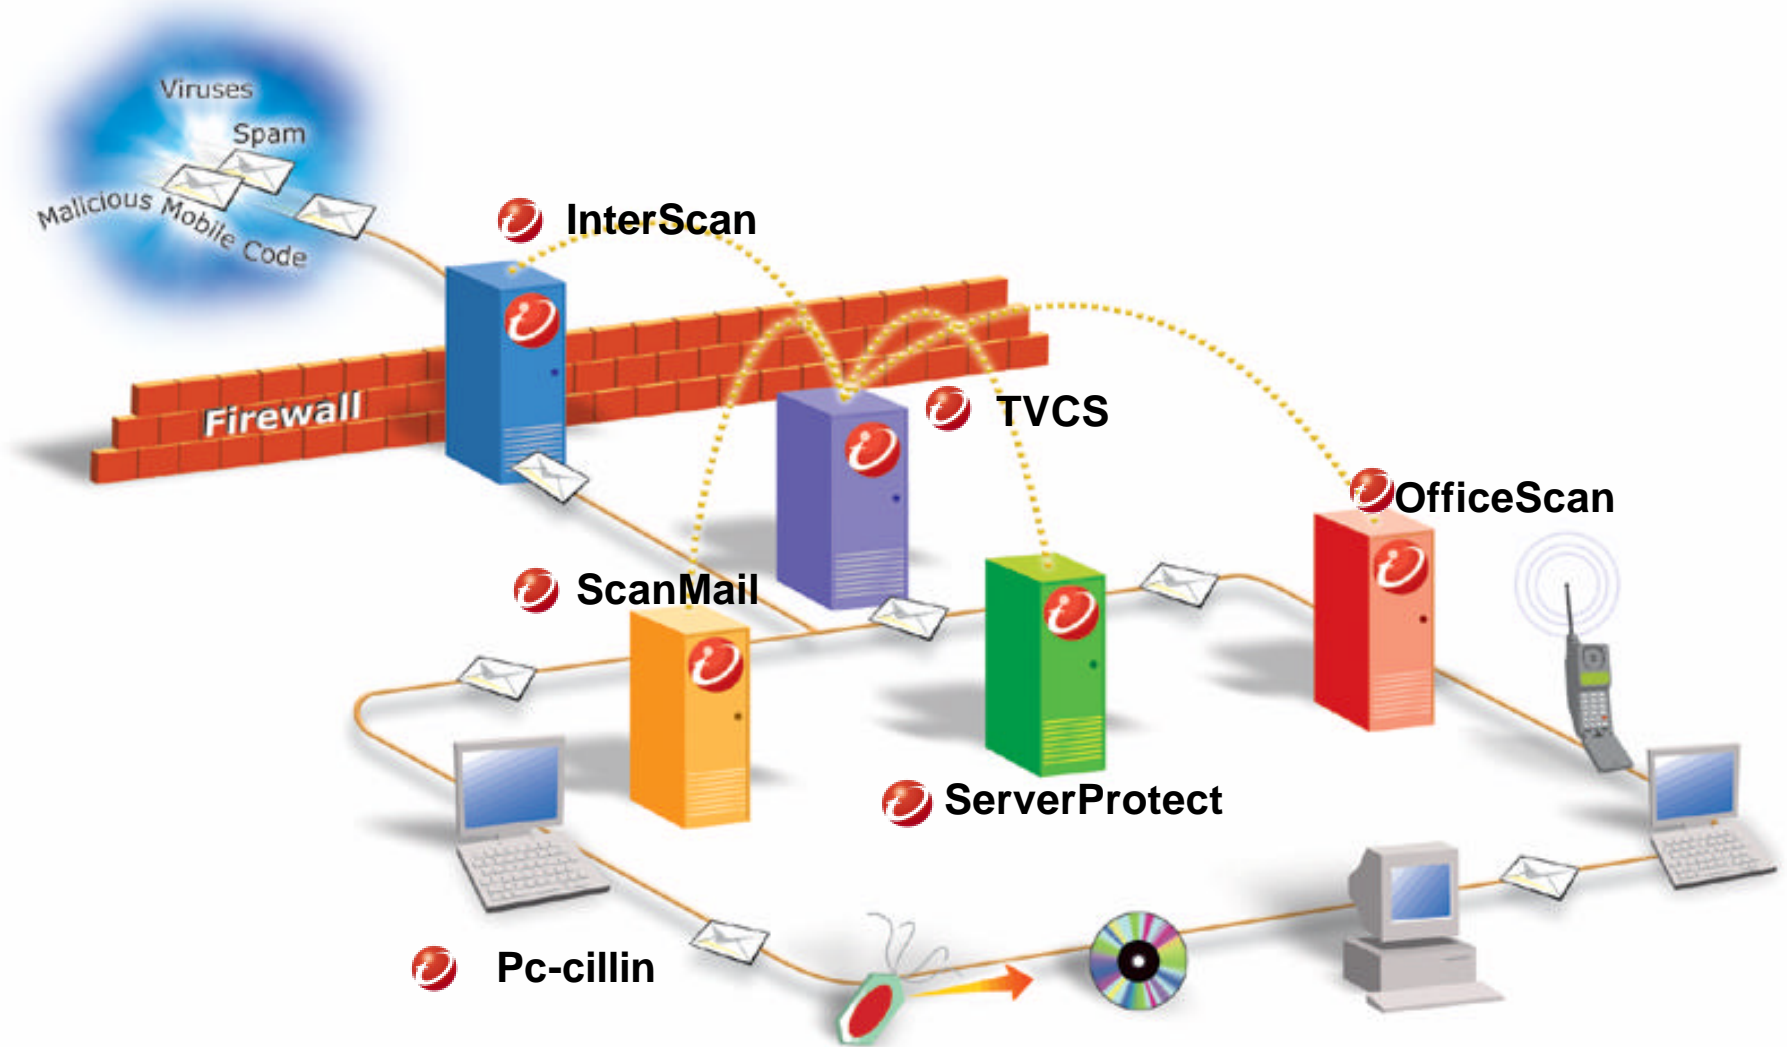 Viruses
Spam
Malicious Mobile Code
InterScan
Firewall
TVCS
OfficeScan
ScanMail
ServerProtect
Pc-cillin